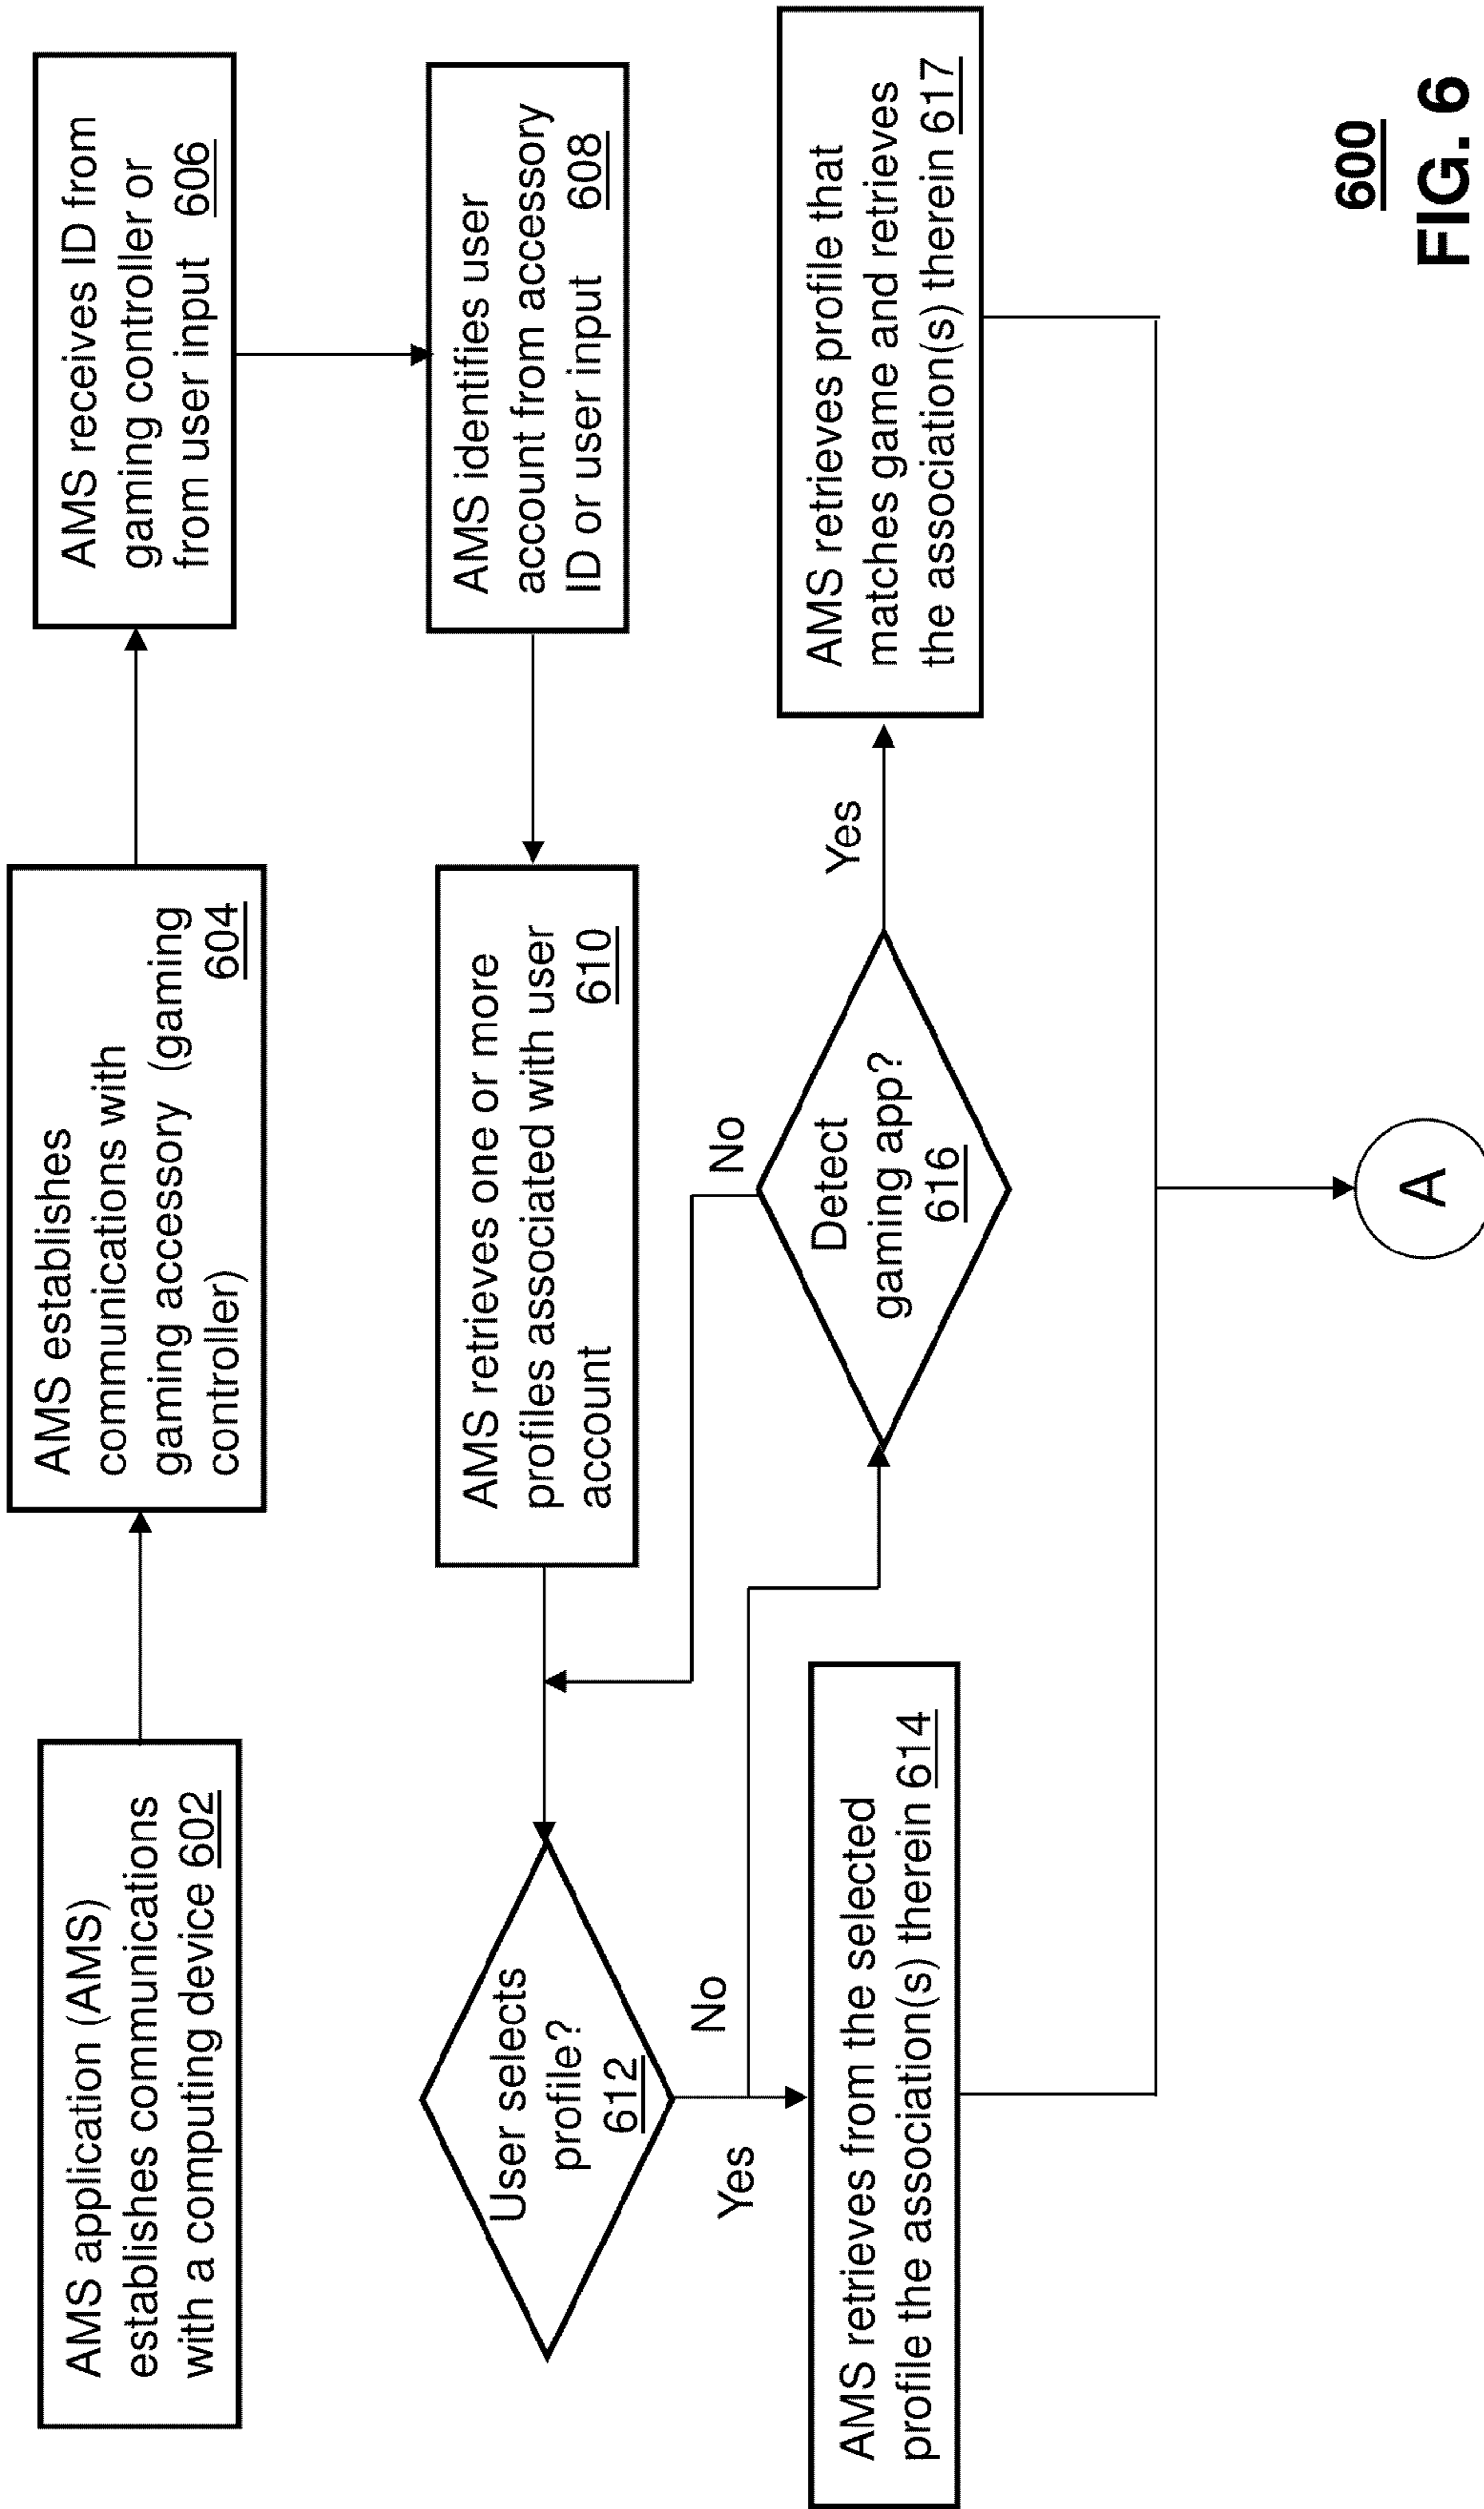 AMS application (AMS)
establishes communications
with a computing device 602
AMS establishes
communications with
gaming accessory (gaming
controller) 604
AMS receives ID from
gaming controller or
from user input 606
AMS identifies user
account from accessory
ID or user input 608
AMS retrieves one or more
profiles associated with user
account 610
User selects
profile?
612
No
Yes
AMS retrieves from the selected
profile the association(s) therein 614
Detect
gaming app?
616
No
Yes
AMS retrieves profile that
matches game and retrieves
the association(s) therein 617
A
600
FIG. 6